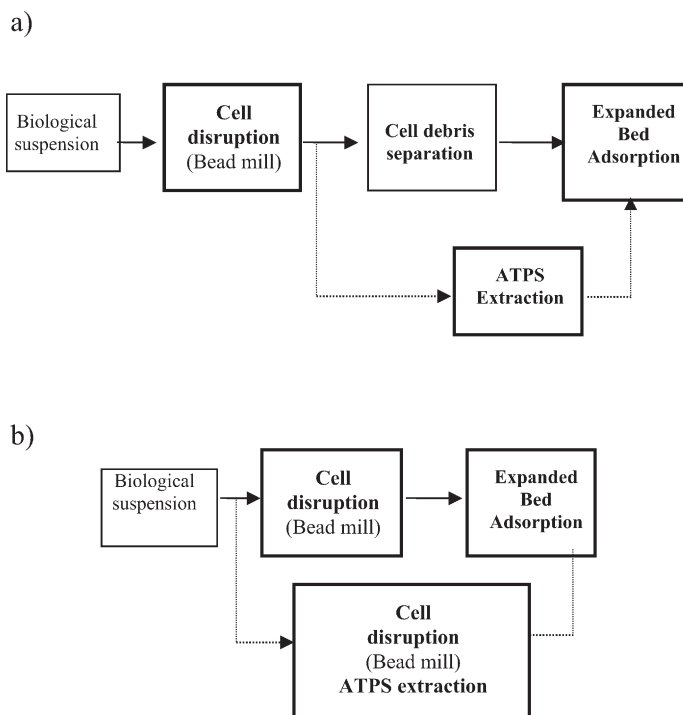 a)
Biological
suspension
Cell
disruption
(Bead mill)
Cell debris
separation
Expanded
Bed
Adsorption
ATPS
Extraction
b)
Biological
suspension
Cell
disruption
(Bead mill)
Expanded
Bed
Adsorption
Cell
disruption
(Bead mill)
ATPS extraction